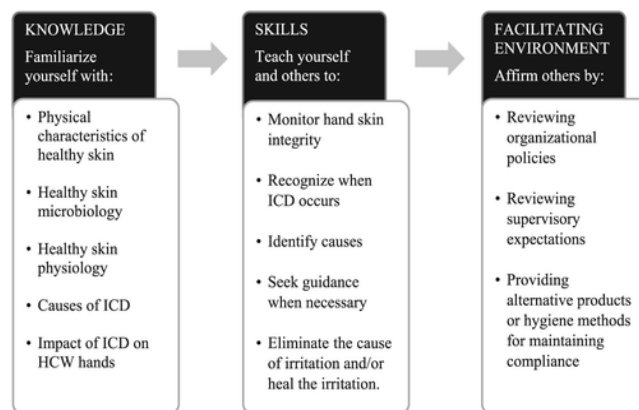 KNOWLEDGE
Familiarize
yourself with:
• Physical
characteristics of
healthy skin
• Healthy skin
microbiology
• Healthy skin
physiology
• Causes of ICD
• Impact of ICD on
HCW hands
SKILLS
Teach yourself
and others to:
• Monitor hand skin
integrity
• Recognize when
ICD occurs
• Identify causes
• Seek guidance
when necessary
• Eliminate the cause
of irritation and/or
heal the irritation.
FACILITATING
ENVIRONMENT
Affirm others by:
• Reviewing
organizational
policies
• Reviewing
supervisory
expectations
• Providing
alternative products
or hygiene methods
for maintaining
compliance